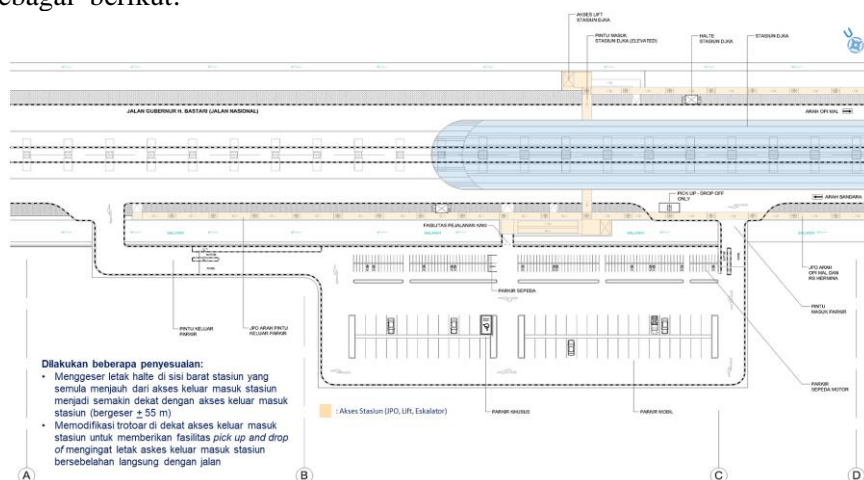 sebagai berikut:
AKSES LIFT
STASIUN DJKA
PINTU MASUK
STASIUN DJKA (ELEVATED)
HALTE
STASIUN DJKA
STASIUN DJKA
U
JALAN GUBERNUR H. BASTARI (JALAN NASIONAL)
ARAH OPI MAL
PICK UP - DROP OFF
ONLY
ARAH BANDARA
FASILITAS PEJALANAN KAKI
SALURAN
SALURAN
SALURAN
SALURAN
PARKIR SEPEDA
JPO ARAH
OPI MAL DAN
RS HERMINA
PINTU
MASUK PARKIR
PINTU KELUAR
PARKIR
JPO ARAH PINTU
KELUAR PARKIR
Dilakukan beberapa penyesuaian:
• Menggeser letak halte di sisi barat stasiun yang
semula menjauh dari akses keluar masuk stasiun
menjadi semakin dekat dengan akses keluar masuk
stasiun (bergeser ± 55 m)
• Memodifikasi trotoar di dekat akses keluar masuk
stasiun untuk memberikan fasilitas pick up and drop
of mengingat letak askes keluar masuk stasiun
bersebelahan langsung dengan jalan
: Akses Stasiun (JPO, Lift, Eskalator)
PARKIR KHUSUS
PARKIR MOBIL
PARKIR
SEPEDA MOTOR
A
B
C
D